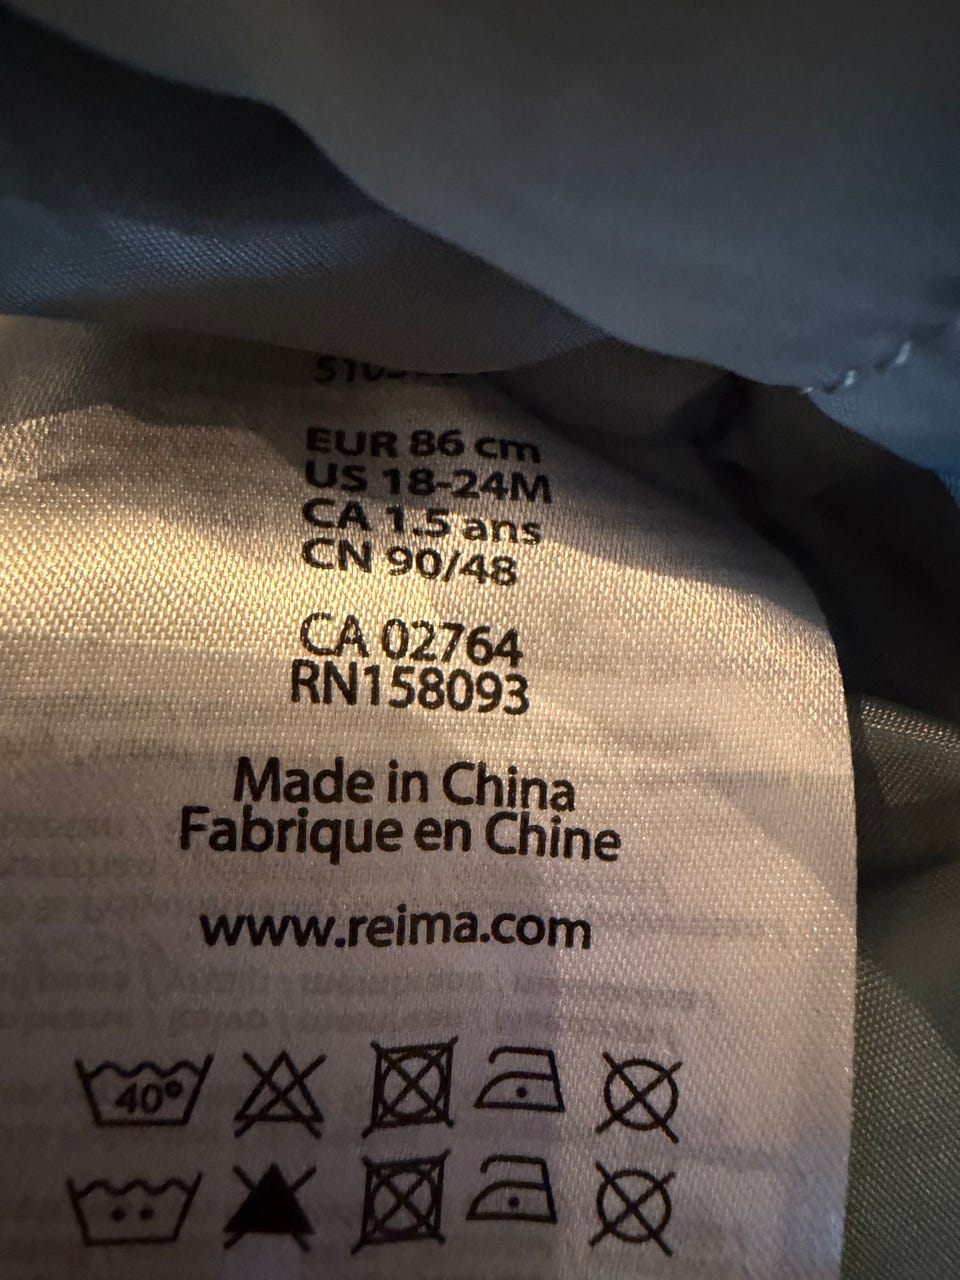 EUR 86 cm
US 18-24M
CA 1.5 ans
CN 90/48
CA 02764
RN158093
Made in China
Fabrique en Chine
www.reima.com
40°